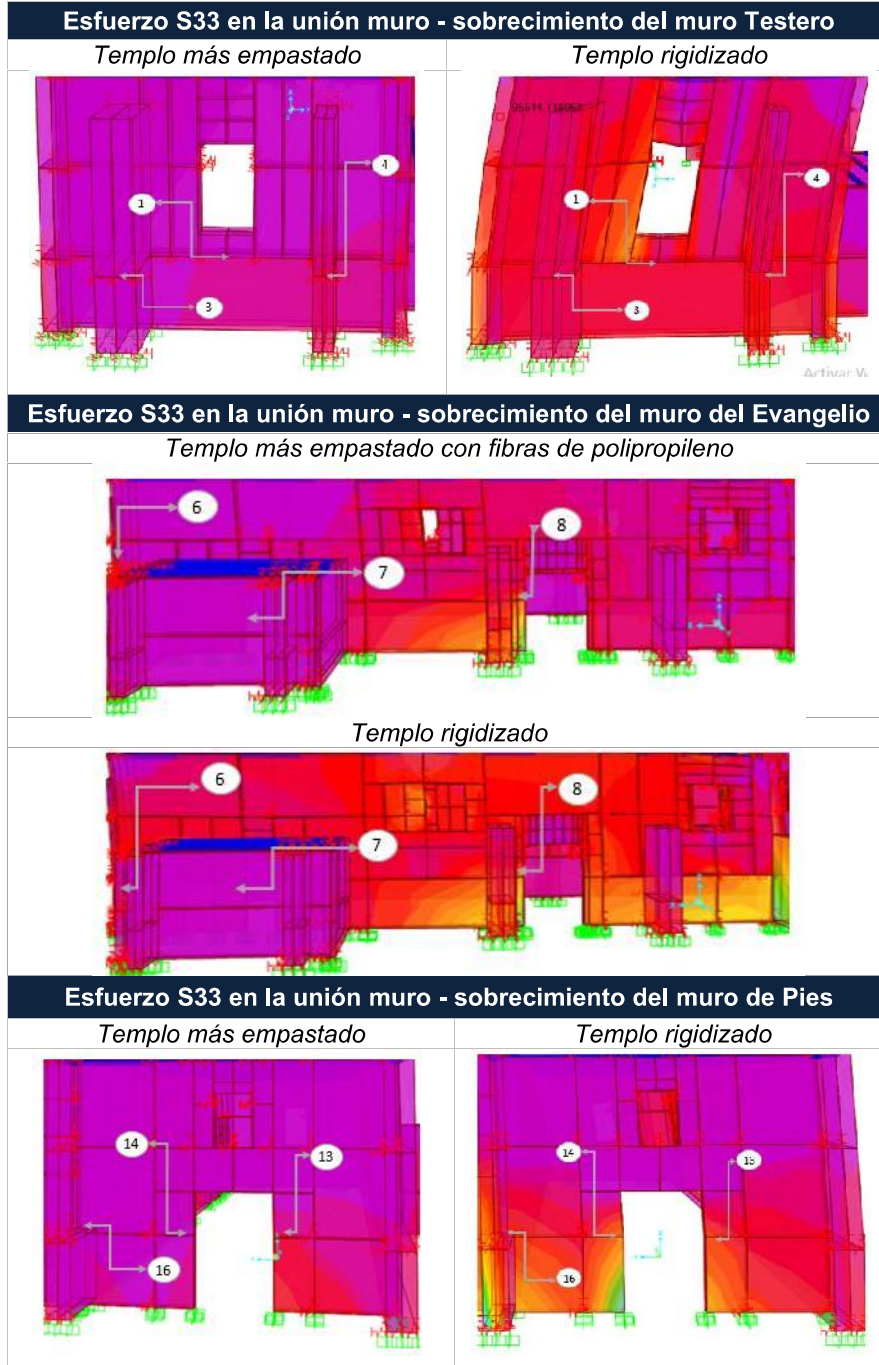 Esfuerzo S33 en la unión muro - sobrecimiento del muro Testero
Templo más empastado
Templo rigidizado
4
1
3
4
1
3
Esfuerzo S33 en la unión muro - sobrecimiento del muro del Evangelio
Templo más empastado con fibras de polipropileno
6
8
7
Templo rigidizado
6
8
7
Esfuerzo S33 en la unión muro - sobrecimiento del muro de Pies
Templo más empastado
Templo rigidizado
14
13
16
14
16